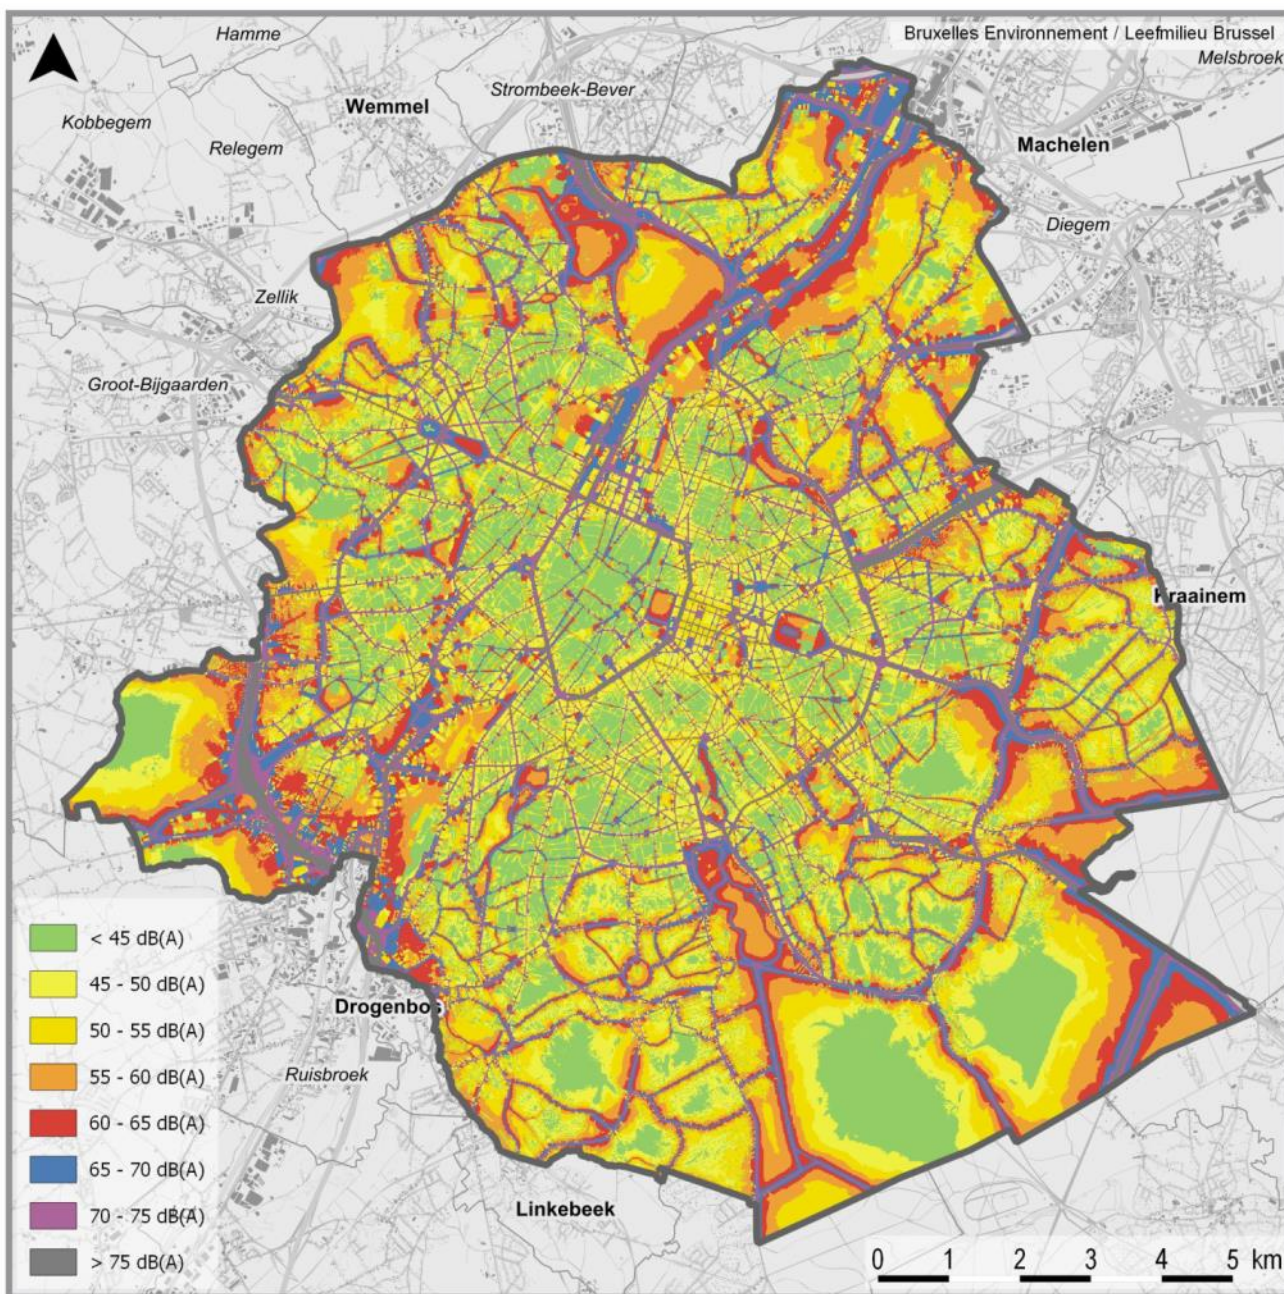 Bruxelles Environnement / Leefmilieu Brussel
Hamme
Melsbroek
Strombeek-Bever
Wemmel
Kobbegem
Machelen
Relegem
Diegem
Zellik
Groot-Bijgaarden
Kraainem
< 45 dB(A)
45 - 50 dB(A)
50 - 55 dB(A)
55 - 60 dB(A)
60 - 65 dB(A)
65 - 70 dB(A)
70 - 75 dB(A)
> 75 dB(A)
Drogenbos
Ruisbroek
Linkebeek
0 1 2 3 4 5 km